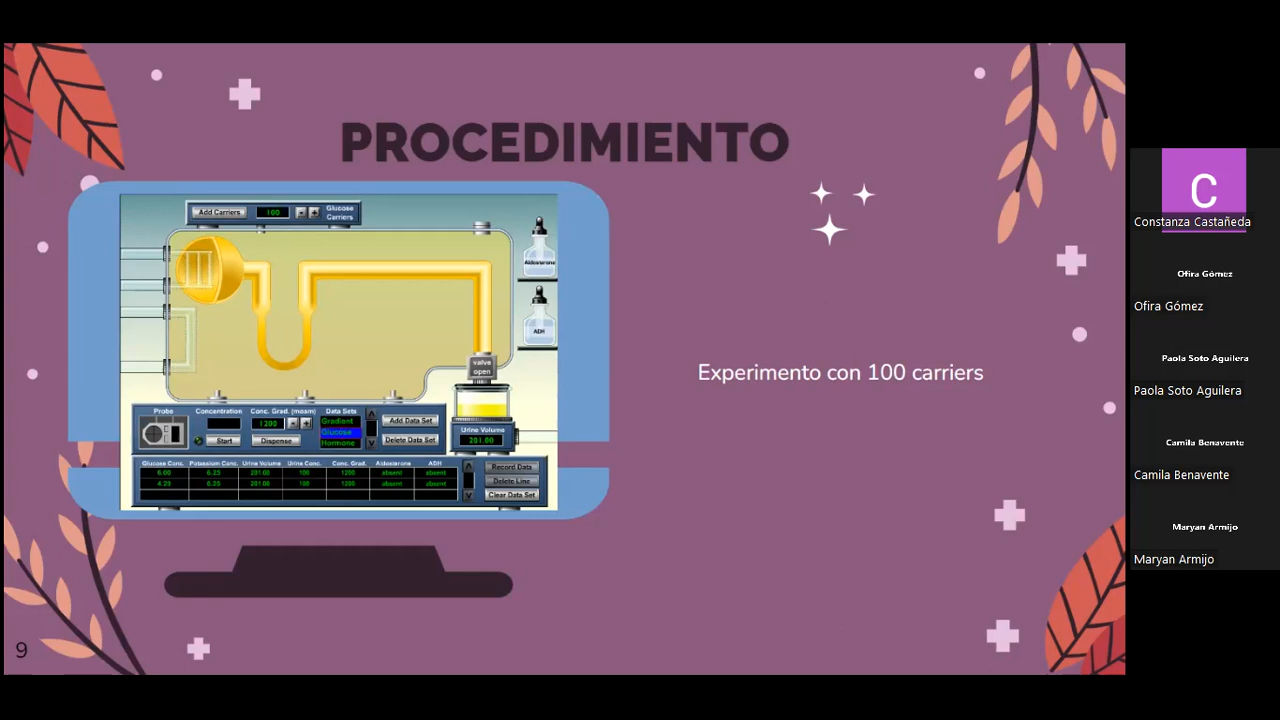 PROCEDIMIENTO
Add Carriers
100
- +
Glucose
Carriers
Aldosterone
ADH
valve
open
Experimento con 100 carriers
Probe
Concentration
Conc. Grad. (mosm)
Data Sets
1200
- +
Gradient
Glucose
Hormone
Start
Dispense
Add Data Set
Delete Data Set
Urine Volume
201.00
Glucose Conc. Potassium Conc. Urine Volume Urine Conc. Conc. Grad. Aldosterone ADH
6.00 6.25 201.00 100 1200 absent absent
4.29 6.25 201.00 100 1200 absent absent
Record Data
Delete Line
Clear Data Set
9
C
Constanza Castañeda
Ofira Gómez
Ofira Gómez
Paola Soto Aguilera
Paola Soto Aguilera
Camila Benavente
Camila Benavente
Maryan Armijo
Maryan Armijo